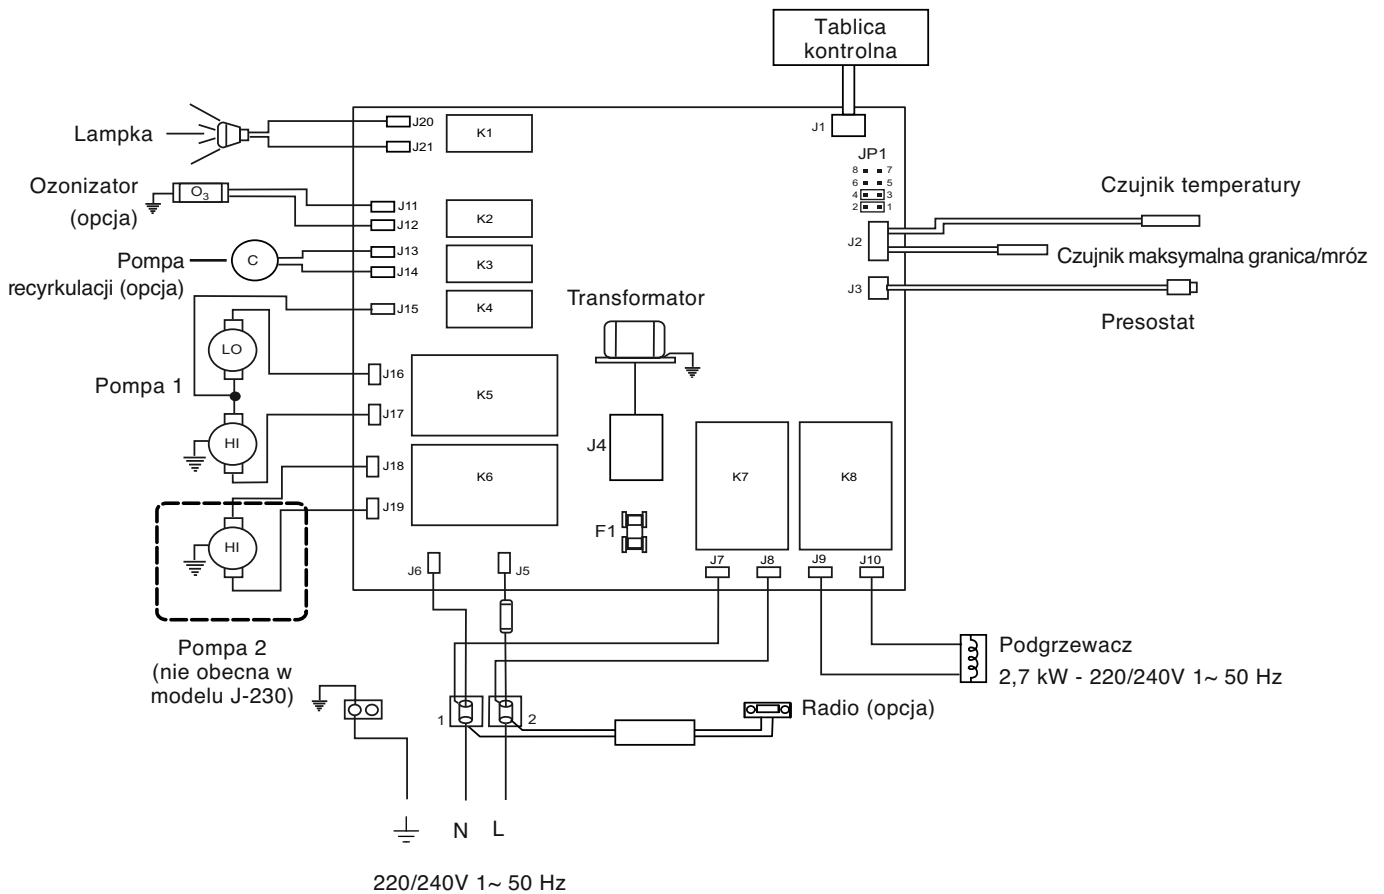 Tablica
kontrolna
J1
JP1
8 7
6 5
4 3
2 1
Lampka
J20
J21
K1
Ozonizator
(opcja)
O3
J11
J12
K2
Pompa
recyrkulacji (opcja)
C
J13
J14
K3
J15
K4
Czujnik temperatury
J2
Czujnik maksymalna granica/mróz
J3
Presostat
Transformator
LO
Pompa 1
HI
J16
J17
K5
J18
J19
K6
HI
J4
F1
K7
K8
J6
J5
J7
J8
J9
J10
Pompa 2
(nie obecna w
modelu J-230)
Podgrzewacz
2,7 kW - 220/240V 1~ 50 Hz
1
2
Radio (opcja)
N
L
220/240V 1~ 50 Hz